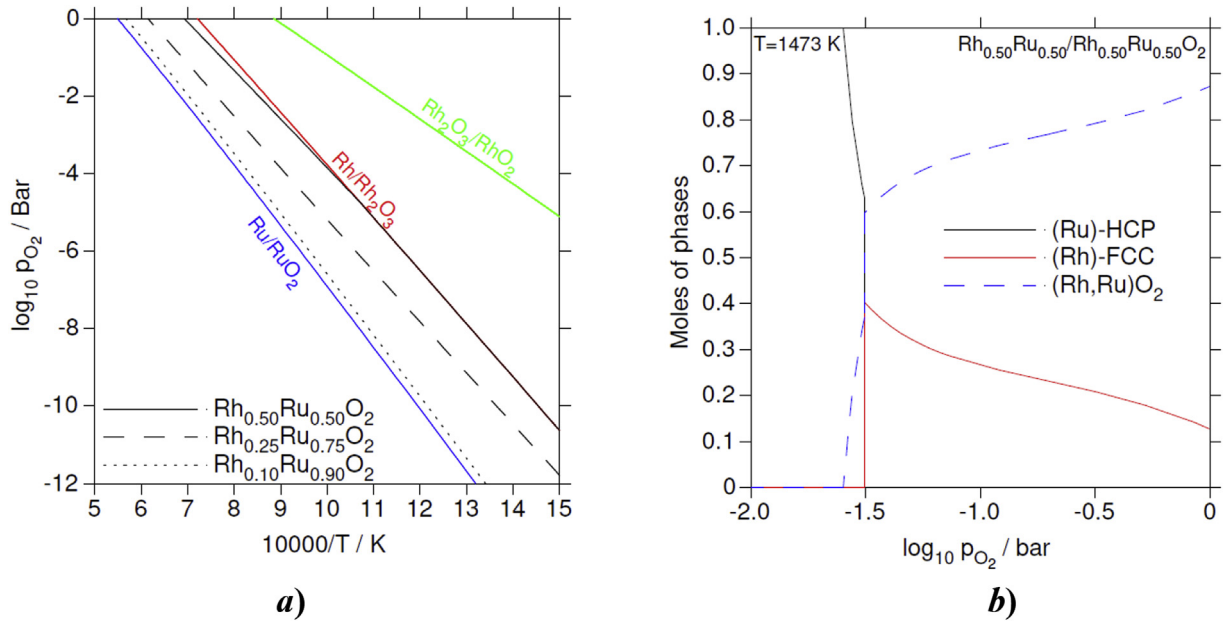 0
-2
-4
-6
-8
-10
-12
log₁₀ p_O₂ / Bar
Rh₂O₃/RhO₂
Rh/Rh₂O₃
Ru/RuO₂
Rh₀.₅₀Ru₀.₅₀O₂
Rh₀.₂₅Ru₀.₇₅O₂
Rh₀.₁₀Ru₀.₉₀O₂
5 6 7 8 9 10 11 12 13 14 15
10000/T / K
a)
1.0
0.9
0.8
0.7
0.6
0.5
0.4
0.3
0.2
0.1
0
Moles of phases
T=1473 K
Rh₀.₅₀Ru₀.₅₀/Rh₀.₅₀Ru₀.₅₀O₂
(Ru)-HCP
(Rh)-FCC
(Rh,Ru)O₂
-2.0 -1.5 -1.0 -0.5 0
log₁₀ p_O₂ / bar
b)